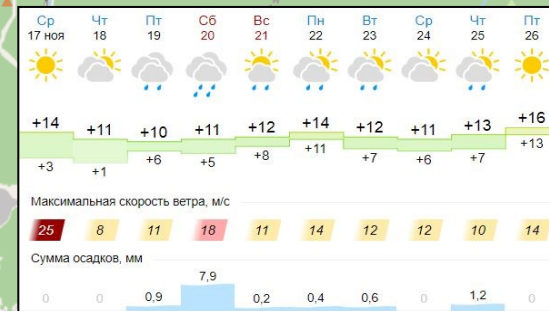 Ср Чт Пт Сб Вс Пн Вт Ср Чт Пт
17 ноя 18 19 20 21 22 23 24 25 26
+14 +11 +10 +11 +12 +14 +12 +11 +13 +16
+3 +1 +6 +5 +8 +11 +7 +6 +7 +13
Максимальная скорость ветра, м/с
25 8 11 18 11 14 12 12 10 14
Сумма осадков, мм
0 0 0,9 7,9 0,2 0,4 0,6 0 1,2 0